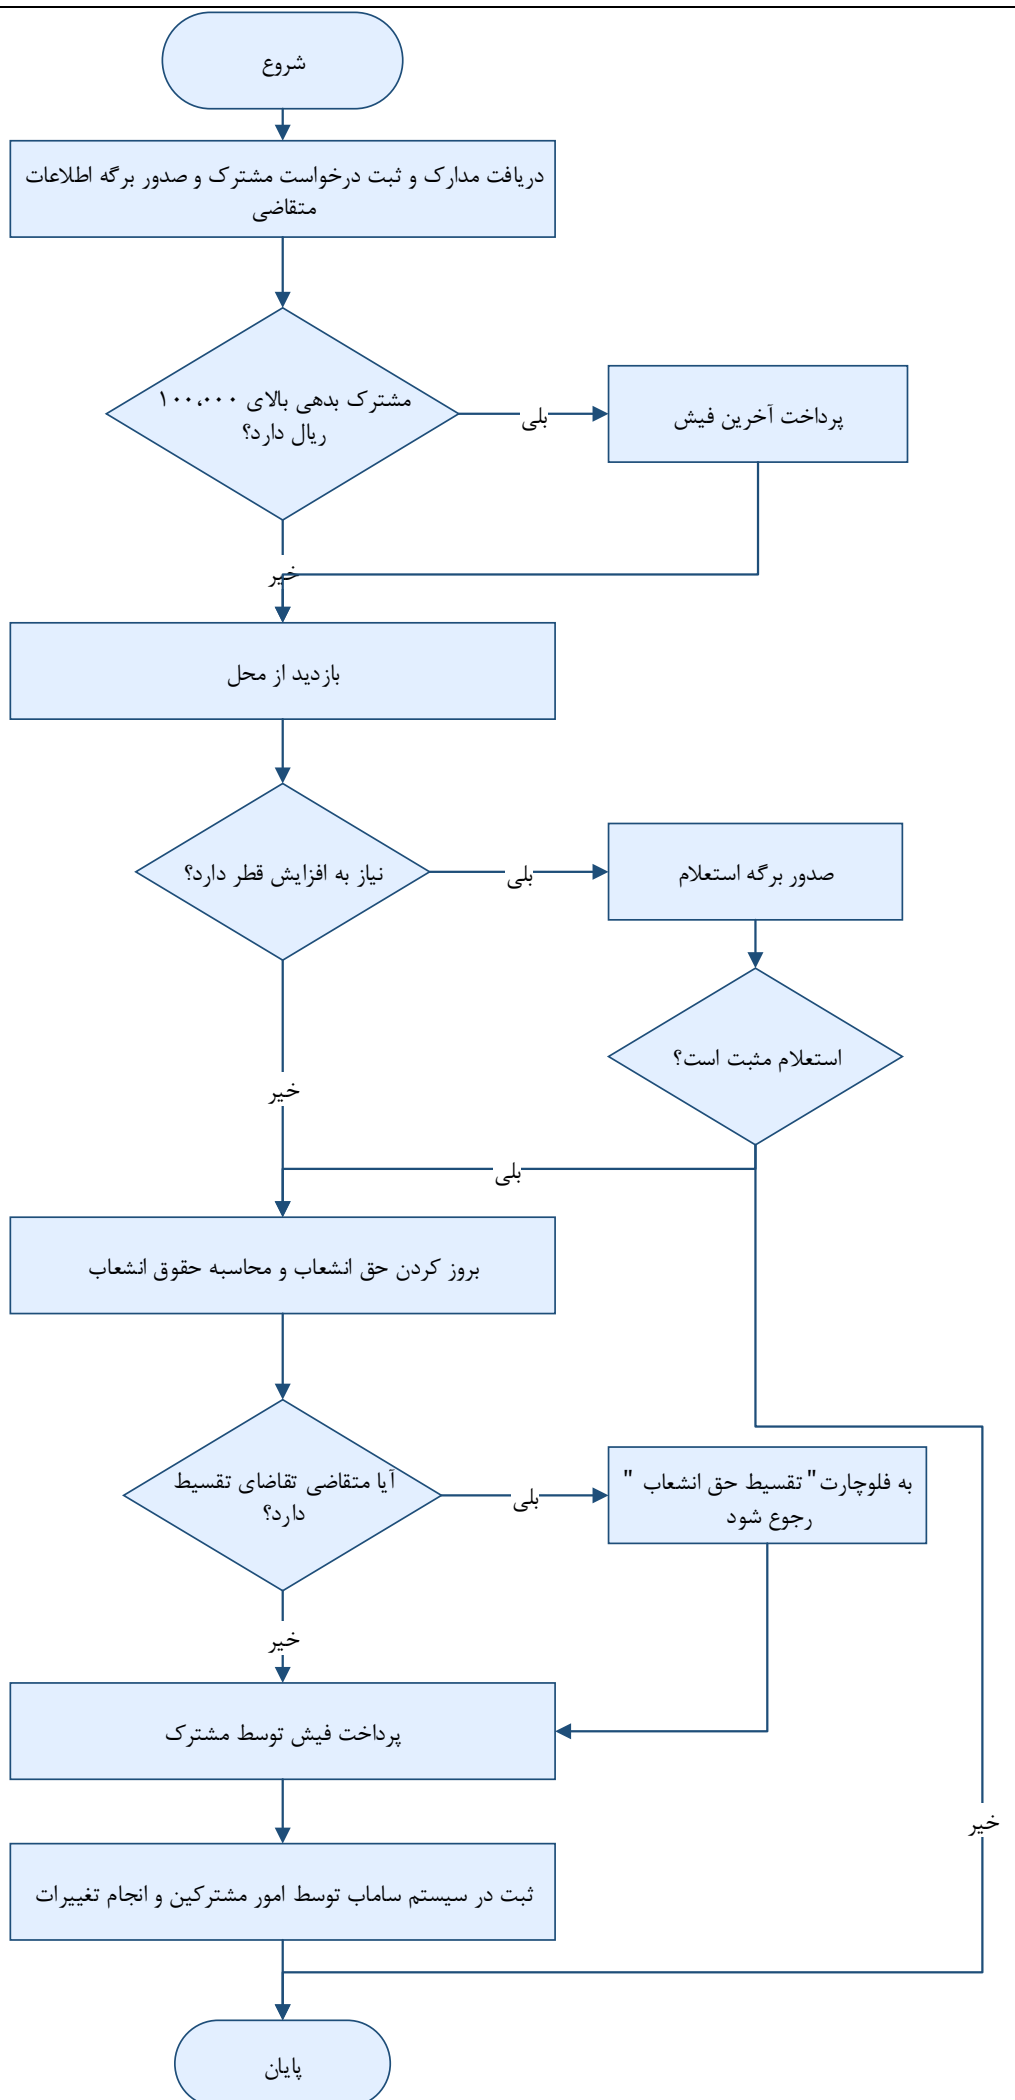 شروع
دریافت مدارک و ثبت درخواست مشترک و صدور برگه اطلاعات
متقاضی
مشترک بدهی بالای ۱۰۰،۰۰۰
ریال دارد؟
بلی
پرداخت آخرین فیش
خیر
بازدید از محل
نیاز به افزایش قطر دارد؟
بلی
صدور برگه استعلام
استعلام مثبت است؟
خیر
بلی
بروز کردن حق انشعاب و محاسبه حقوق انشعاب
آیا متقاضی تقاضای تقسیط
دارد؟
بلی
به فلوچارت" تقسیط حق انشعاب "
رجوع شود
خیر
پرداخت فیش توسط مشترک
خیر
ثبت در سیستم ساماب توسط امور مشترکین و انجام تغییرات
پایان